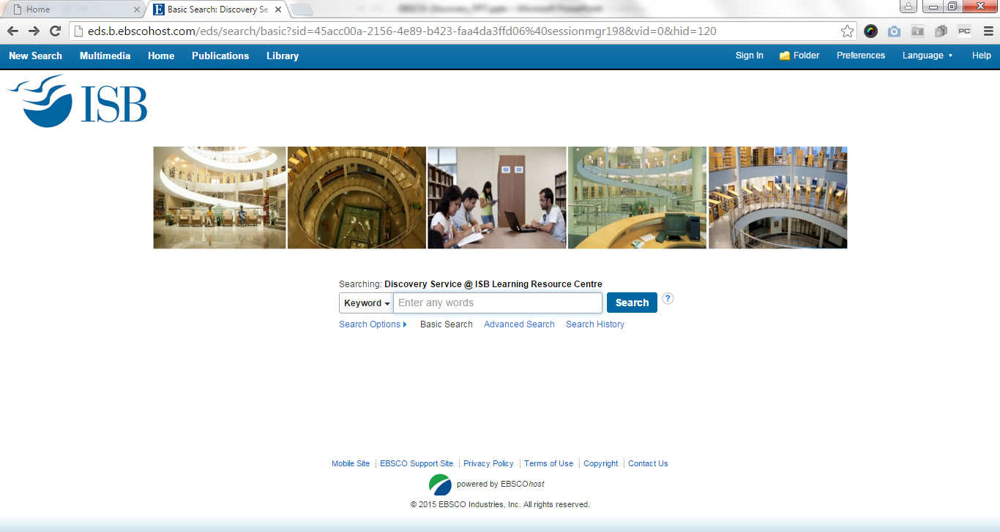 Home
Basic Search: Discovery Se
eds.b.ebscohost.com/eds/search/basic?sid=45acc00a-2156-4e89-b423-faa4da3ffd06%40sessionmgr198&vid=0&hid=120
PC
New Search Multimedia Home Publications Library Sign In Folder Preferences Language Help
ISB
Searching: Discovery Service @ ISB Learning Resource Centre
Keyword Enter any words Search ?
Search Options Basic Search Advanced Search Search History
Mobile Site EBSCO Support Site Privacy Policy Terms of Use Copyright Contact Us
powered by EBSCOhost
© 2015 EBSCO Industries, Inc. All rights reserved.